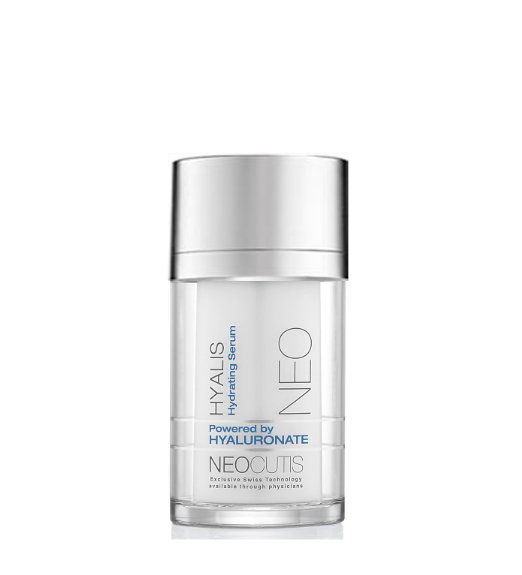 HYALIS
Hydrating Serum
NEO
Powered by
HYALURONATE
NEOCUTIS
Exclusive Swiss Technology
available through physicians